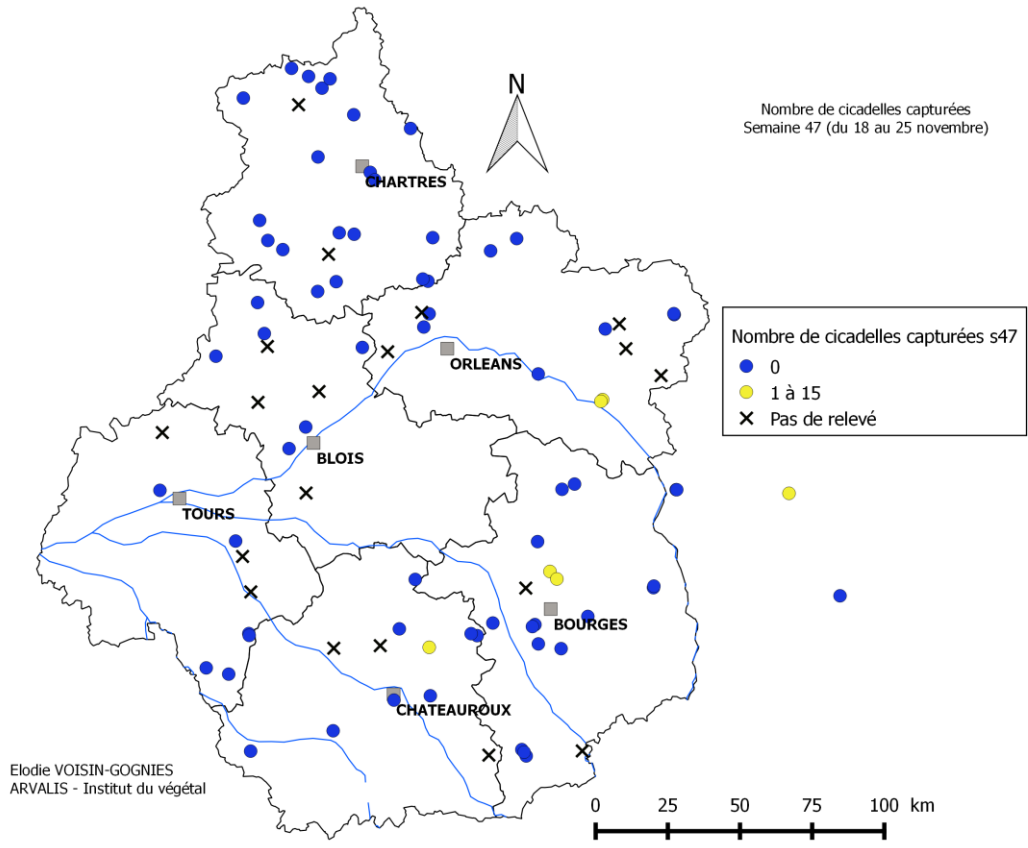 N
Nombre de cicadelles capturées
Semaine 47 (du 18 au 25 novembre)
CHARTRES
Nombre de cicadelles capturées s47
0
1 à 15
Pas de relevé
ORLEANS
BLOIS
TOURS
BOURGES
CHATEAUROUX
Elodie VOISIN-GOGNIES
ARVALIS - Institut du végétal
0 25 50 75 100 km